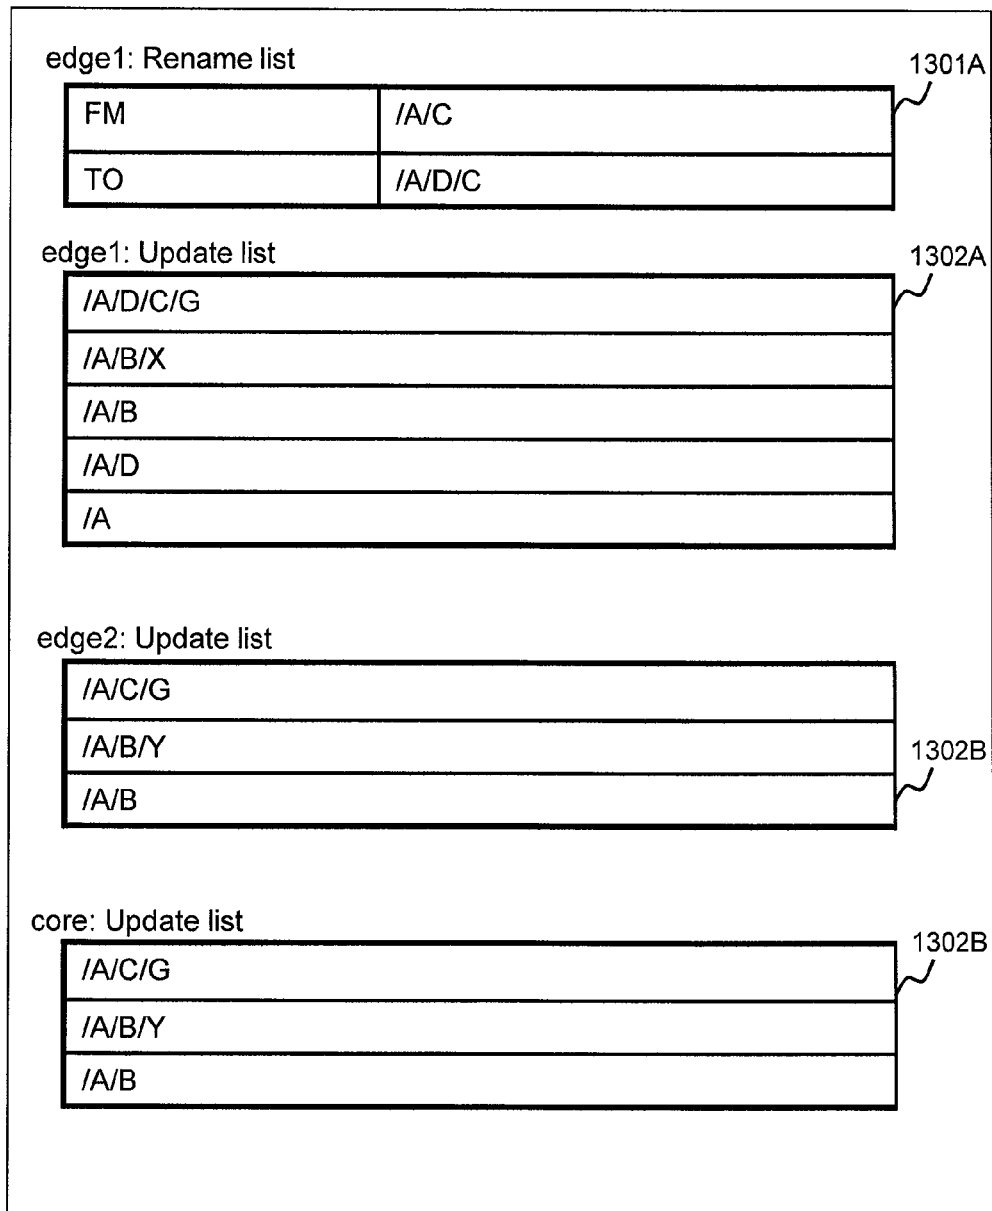 edge1: Rename list
1301A
FM /A/C
TO /A/D/C
edge1: Update list
1302A
/A/D/C/G
/A/B/X
/A/B
/A/D
/A
edge2: Update list
/A/C/G
/A/B/Y
1302B
/A/B
core: Update list
1302B
/A/C/G
/A/B/Y
/A/B